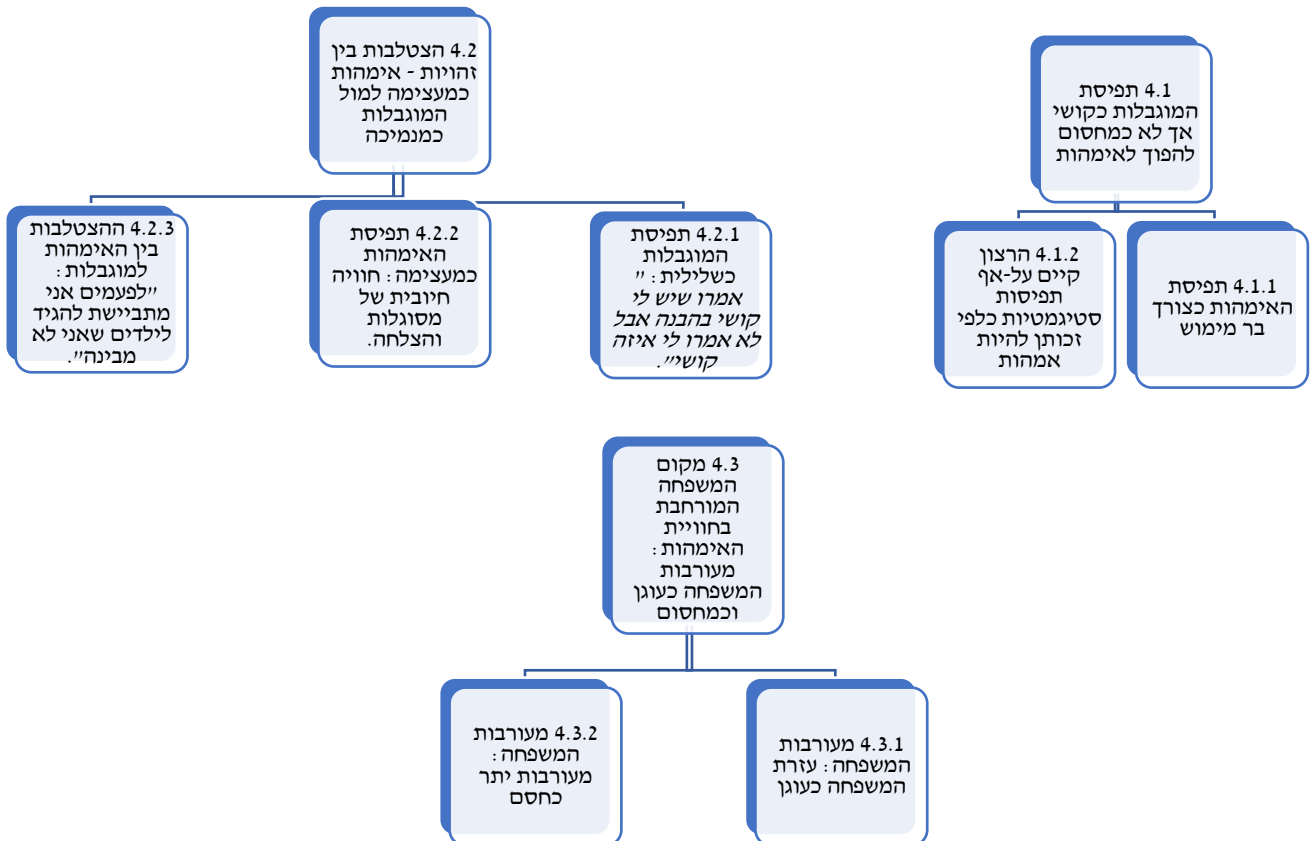 4.1 תפיסת
המוגבלות כקושי
אך לא כמחסום
להפוך לאימהות
4.1.1 תפיסת
האימהות כצורך
בר מימוש
4.1.2 הרצון
קיים על-אף
תפיסות
סטיגמטיות כלפי
זכותן להיות
אמהות
4.2 הצטלבות בין
זהויות - אימהות
כמעצימה למול
המוגבלות
כמנמיכה
4.2.1 תפיסת
המוגבלות
כשלילית: "
אמרו שיש לי
קושי בהבנה אבל
לא אמרו לי איזה
קושי".
4.2.2 תפיסת
האימהות
כמעצימה: חוויה
חיובית של
מסוגלות
והצלחה.
4.2.3 ההצטלבות
בין האימהות
למוגבלות:
"לפעמים אני
מתביישת להגיד
לילדים שאני לא
מבינה".
4.3 מקום
המשפחה
המורחבת
בחוויית
האימהות:
מעורבות
המשפחה כעוגן
וכמחסום
4.3.1 מעורבות
המשפחה: עזרת
המשפחה כעוגן
4.3.2 מעורבות
המשפחה:
מעורבות יתר
כחסם